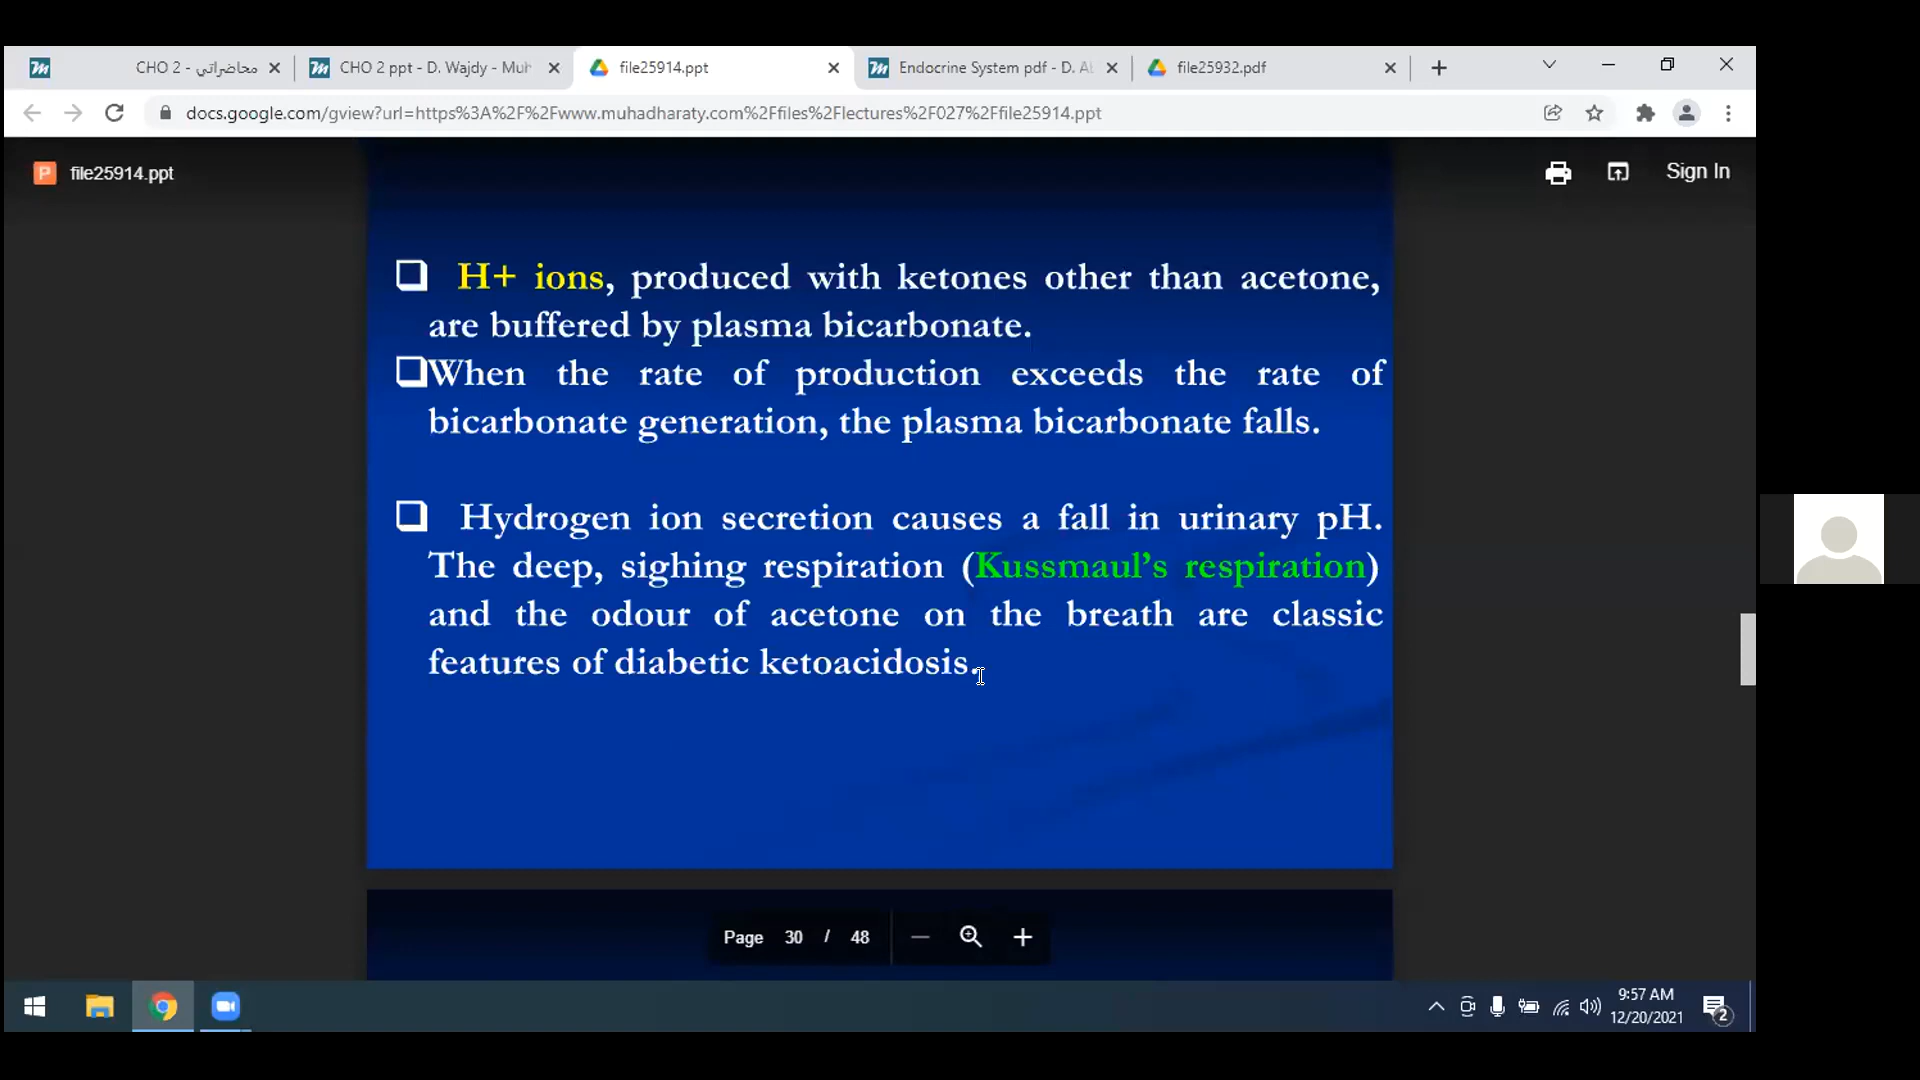 محاضراتي - CHO 2
CHO 2 ppt - D. Wajdy - Muh
file25914.ppt
Endocrine System pdf - D. Al
file25932.pdf
docs.google.com/gview?url=https%3A%2F%2Fwww.muhadharaty.com%2Ffiles%2Flectures%2F027%2Ffile25914.ppt
P file25914.ppt
Sign In
H+ ions, produced with ketones other than acetone,
are buffered by plasma bicarbonate.
When the rate of production exceeds the rate of
bicarbonate generation, the plasma bicarbonate falls.
Hydrogen ion secretion causes a fall in urinary pH.
The deep, sighing respiration (Kussmaul's respiration)
and the odour of acetone on the breath are classic
features of diabetic ketoacidosis.
Page 30 / 48
9:57 AM
12/20/2021
2